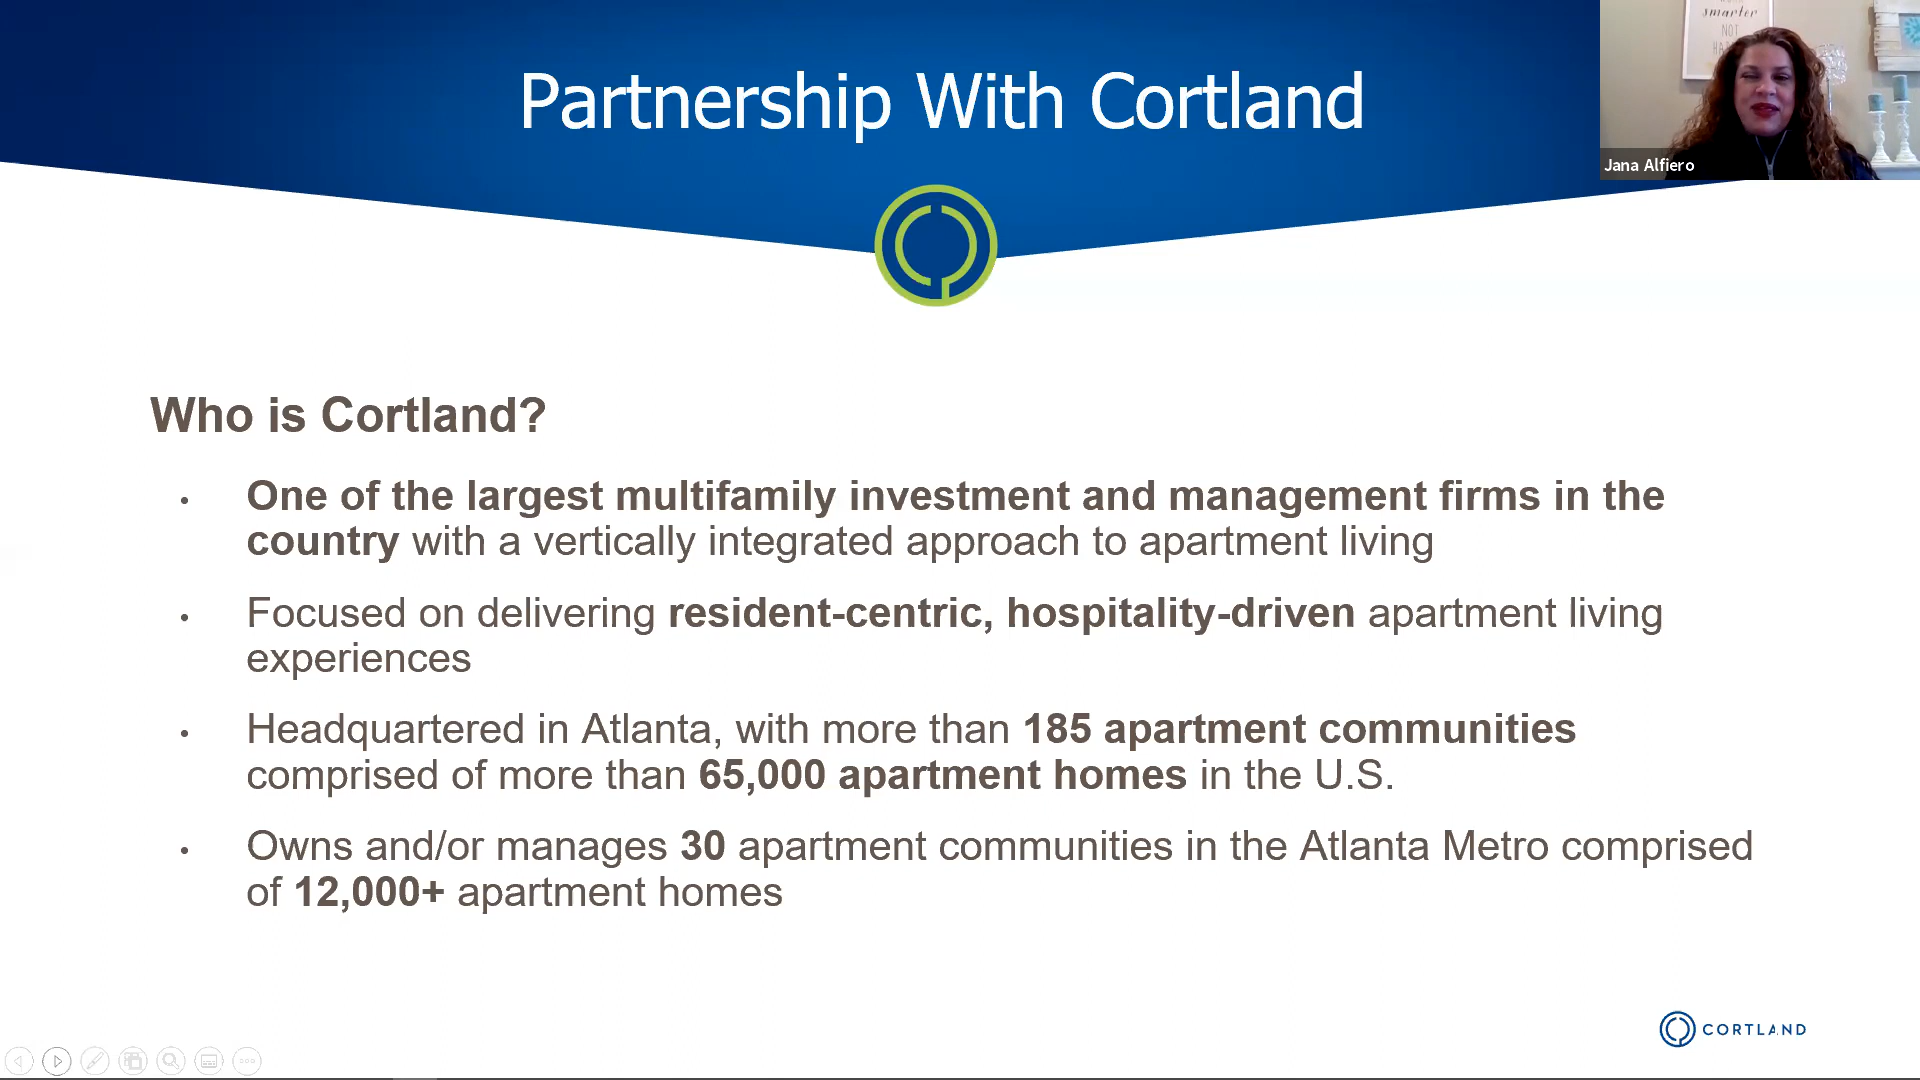 Partnership With Cortland
smarter
NOT
Jana Alfiero
Who is Cortland?
• One of the largest multifamily investment and management firms in the
country with a vertically integrated approach to apartment living
• Focused on delivering resident-centric, hospitality-driven apartment living
experiences
• Headquartered in Atlanta, with more than 185 apartment communities
comprised of more than 65,000 apartment homes in the U.S.
• Owns and/or manages 30 apartment communities in the Atlanta Metro comprised
of 12,000+ apartment homes
CORTLAND